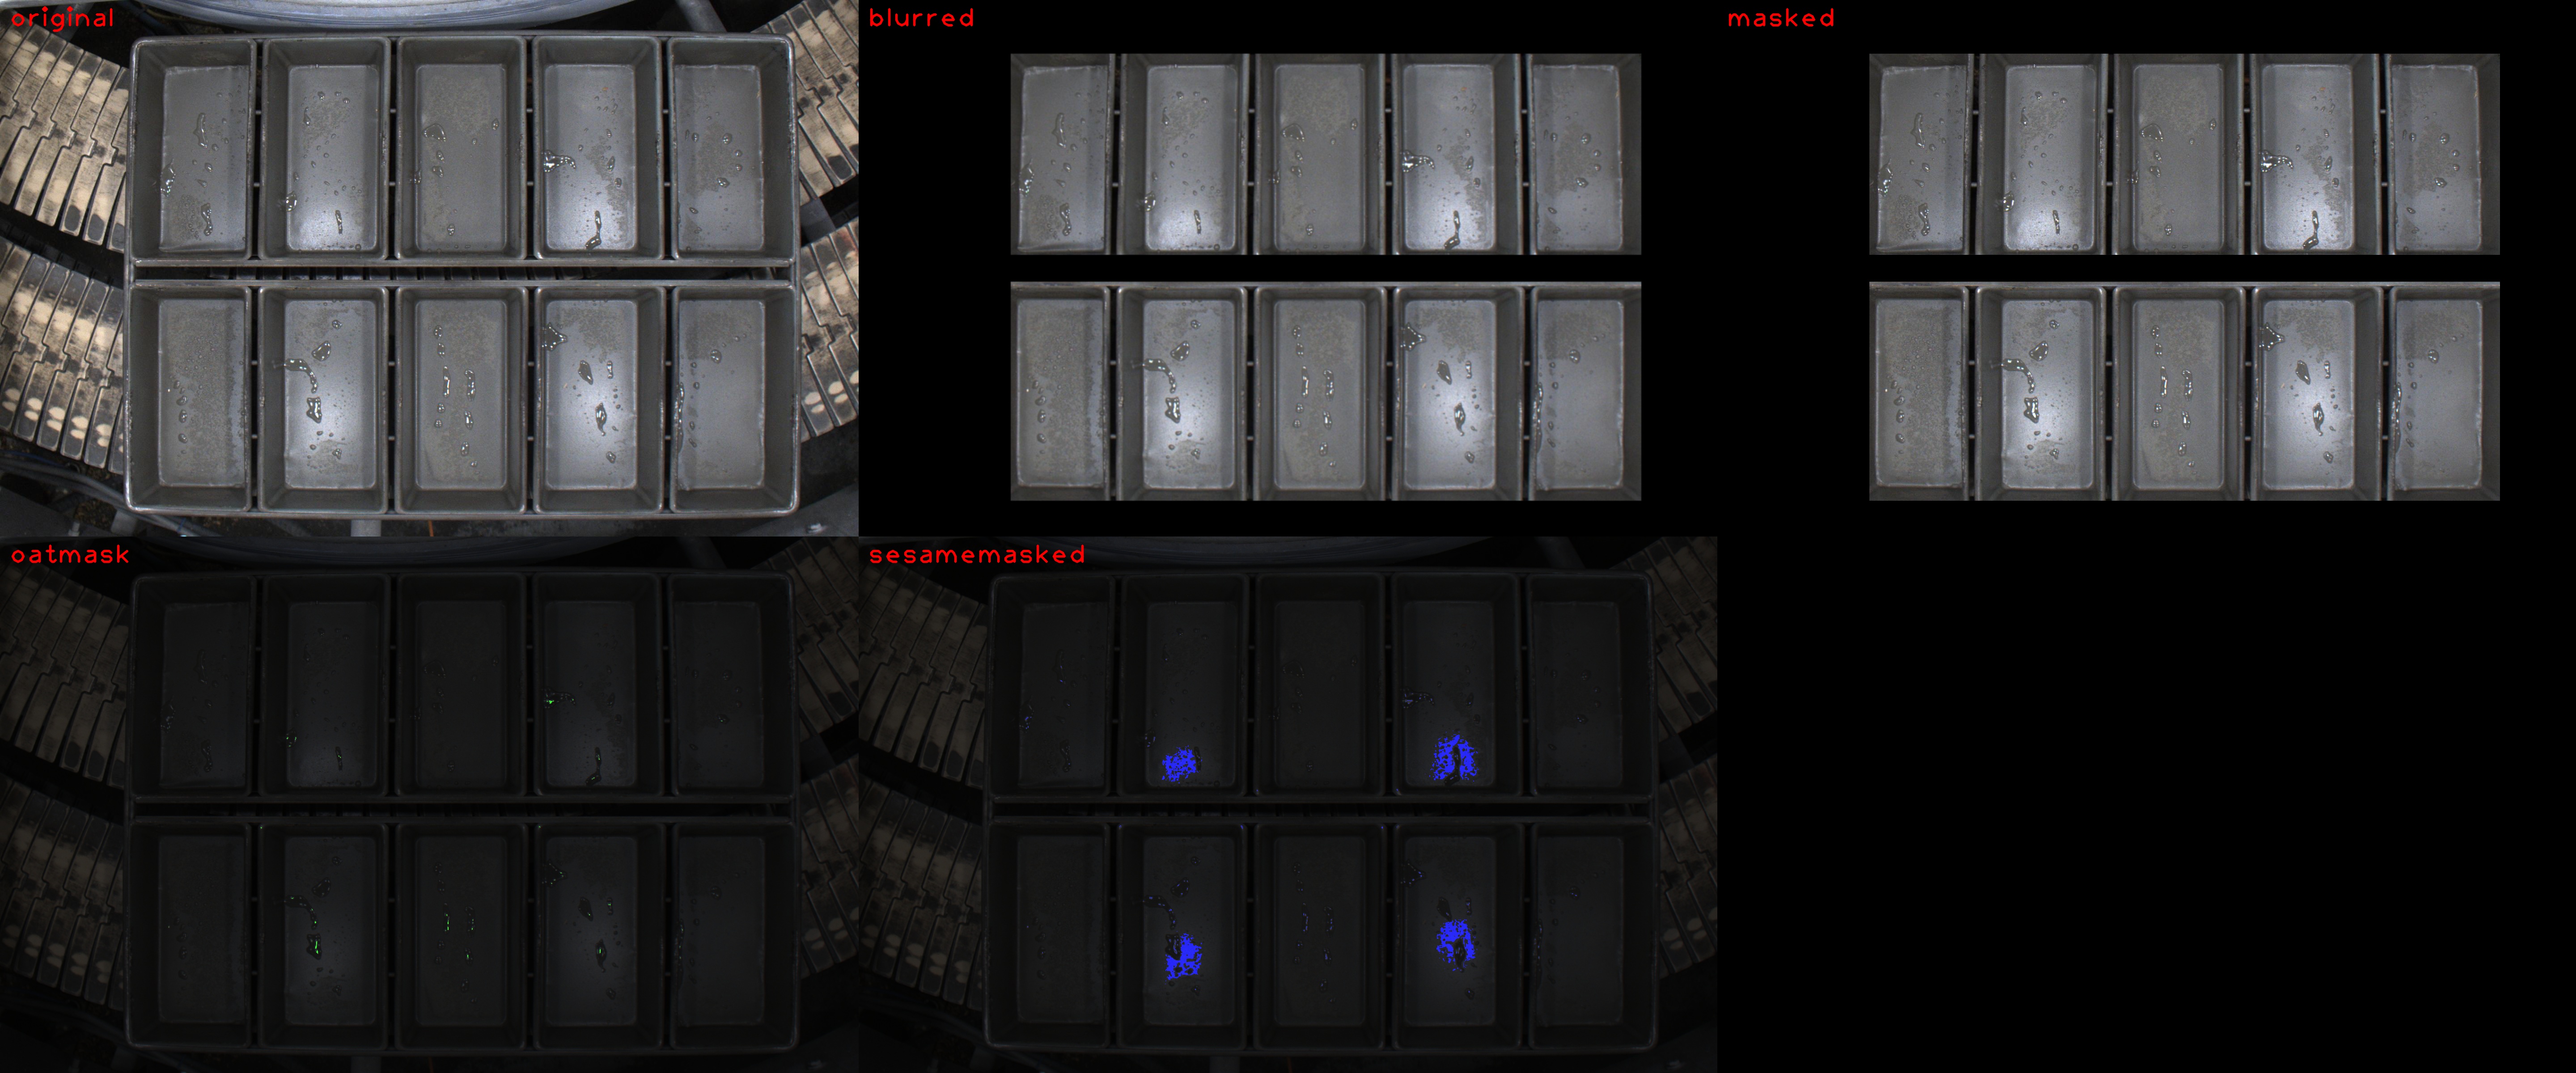 original
blurred
masked
oatmask
sesamemasked